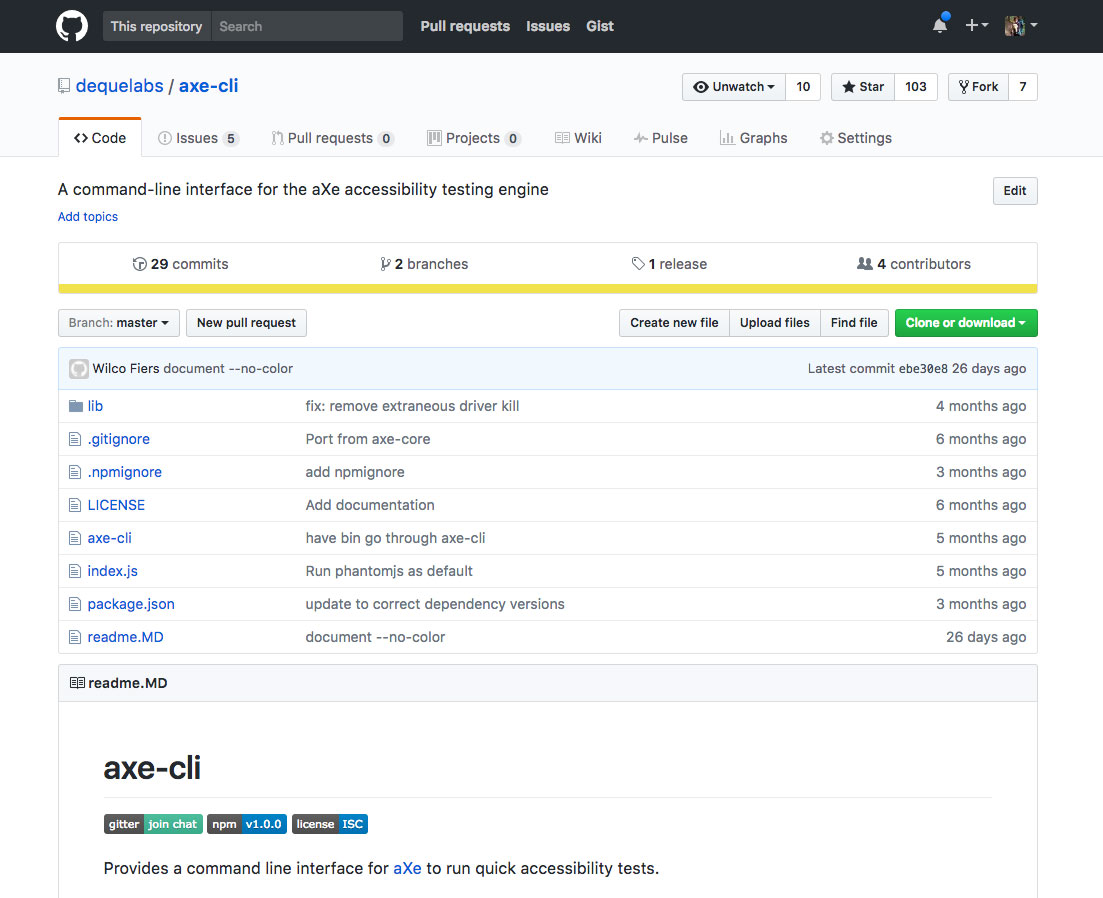 This repository Search Pull requests Issues Gist
dequelabs / axe-cli Unwatch 10 Star 103 Fork 7
Code Issues 5 Pull requests 0 Projects 0 Wiki Pulse Graphs Settings
A command-line interface for the aXe accessibility testing engine Edit
Add topics
29 commits 2 branches 1 release 4 contributors
Branch: master New pull request Create new file Upload files Find file Clone or download
Wilco Fiers document --no-color Latest commit ebe30e8 26 days ago
lib fix: remove extraneous driver kill 4 months ago
.gitignore Port from axe-core 6 months ago
.npmignore add npmignore 3 months ago
LICENSE Add documentation 6 months ago
axe-cli have bin go through axe-cli 5 months ago
index.js Run phantomjs as default 5 months ago
package.json update to correct dependency versions 3 months ago
readme.MD document --no-color 26 days ago
readme.MD
axe-cli
gitter join chat npm v1.0.0 license ISC
Provides a command line interface for aXe to run quick accessibility tests.